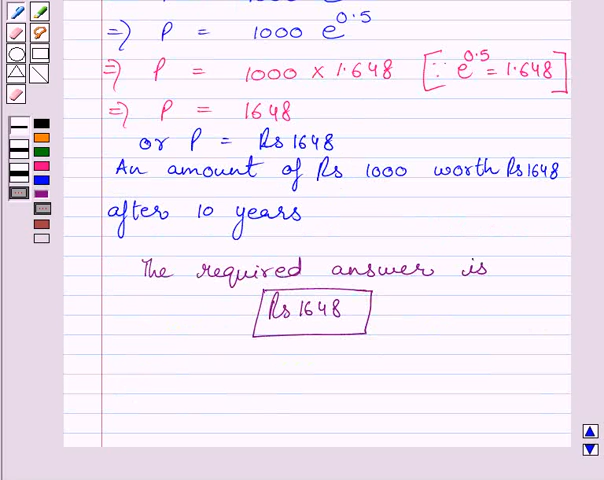 ⇒) P = 1000 e^0.5
⇒) P = 1000 × 1.648 [∵ e^0.5 = 1.648]
⇒) P = 1648
or P = Rs 1648
An amount of Rs 1000 worth Rs 1648
after 10 years
The required answer is
Rs 1648